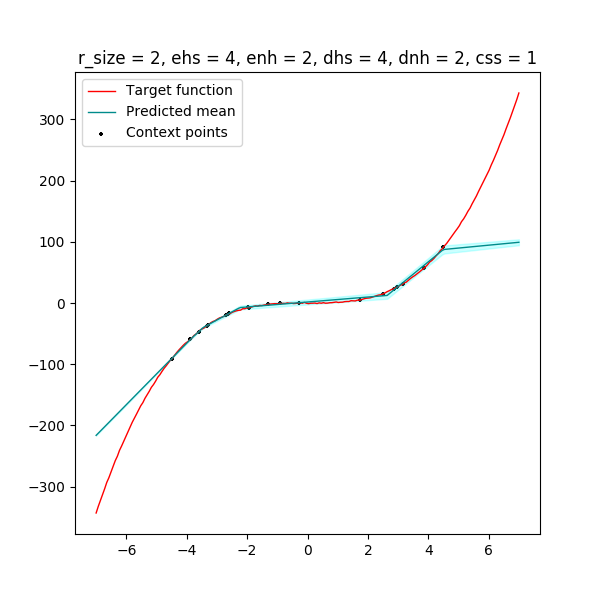 r_size = 2, ehs = 4, enh = 2, dhs = 4, dnh = 2, css = 1
Target function
Predicted mean
Context points
300
200
100
0
−100
−200
−300
−6 −4 −2 0 2 4 6